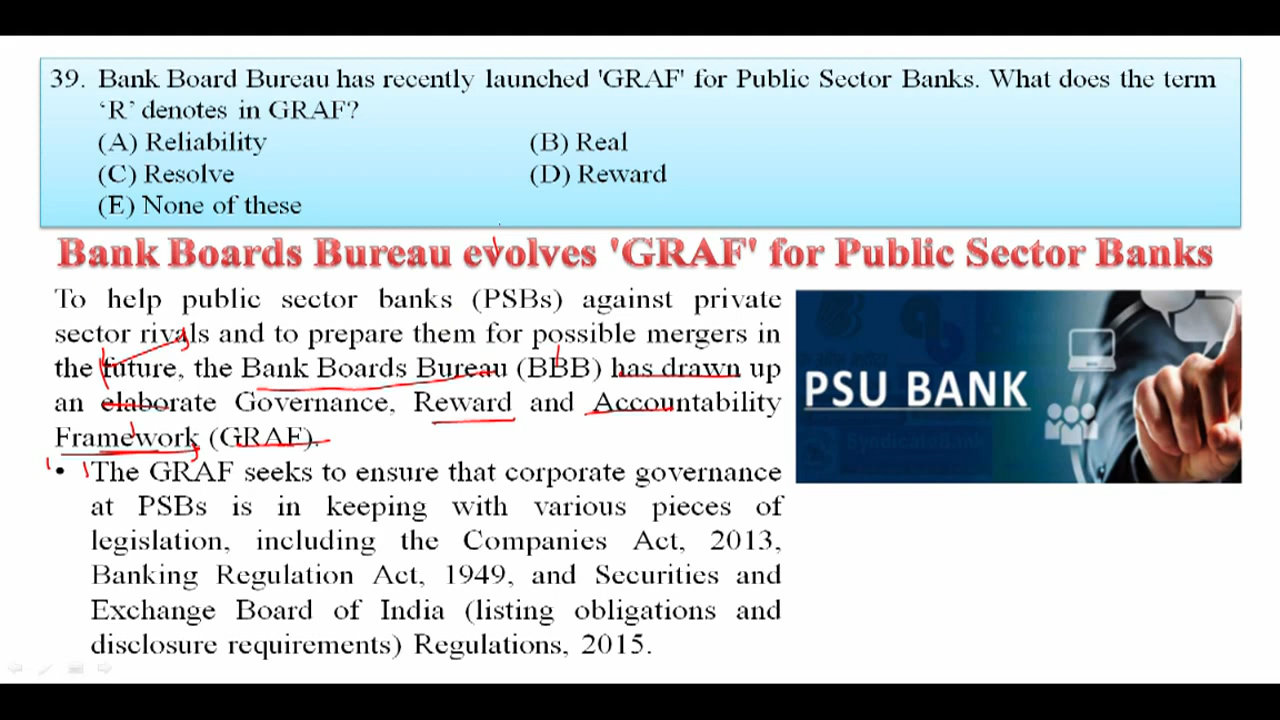 39. Bank Board Bureau has recently launched 'GRAF' for Public Sector Banks. What does the term
‘R’ denotes in GRAF?
(A) Reliability (B) Real
(C) Resolve (D) Reward
(E) None of these
Bank Boards Bureau evolves 'GRAF' for Public Sector Banks
To help public sector banks (PSBs) against private
sector rivals and to prepare them for possible mergers in
the future, the Bank Boards Bureau (BBB) has drawn up
an elaborate Governance, Reward and Accountability
Framework (GRAF).
• The GRAF seeks to ensure that corporate governance
at PSBs is in keeping with various pieces of
legislation, including the Companies Act, 2013,
Banking Regulation Act, 1949, and Securities and
Exchange Board of India (listing obligations and
disclosure requirements) Regulations, 2015.
PSU BANK
SyndicateBank